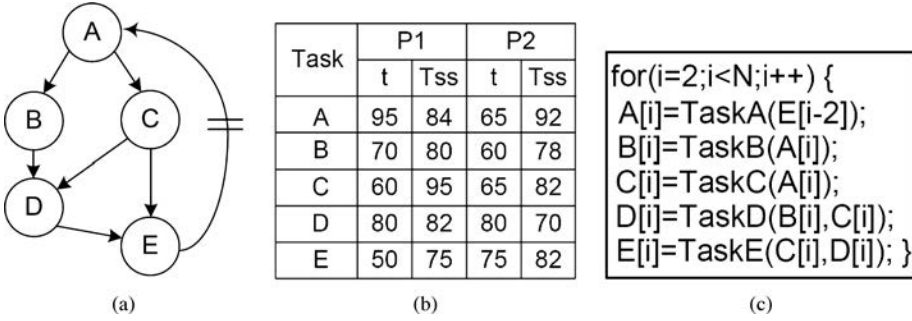 A
B
C
D
E
(a)
Task P1 P2
t Tss t Tss
A 95 84 65 92
B 70 80 60 78
C 60 95 65 82
D 80 82 80 70
E 50 75 75 82
(b)
for(i=2;i<N;i++) {
A[i]=TaskA(E[i-2]);
B[i]=TaskB(A[i]);
C[i]=TaskC(A[i]);
D[i]=TaskD(B[i],C[i]);
E[i]=TaskE(C[i],D[i]); }
(c)